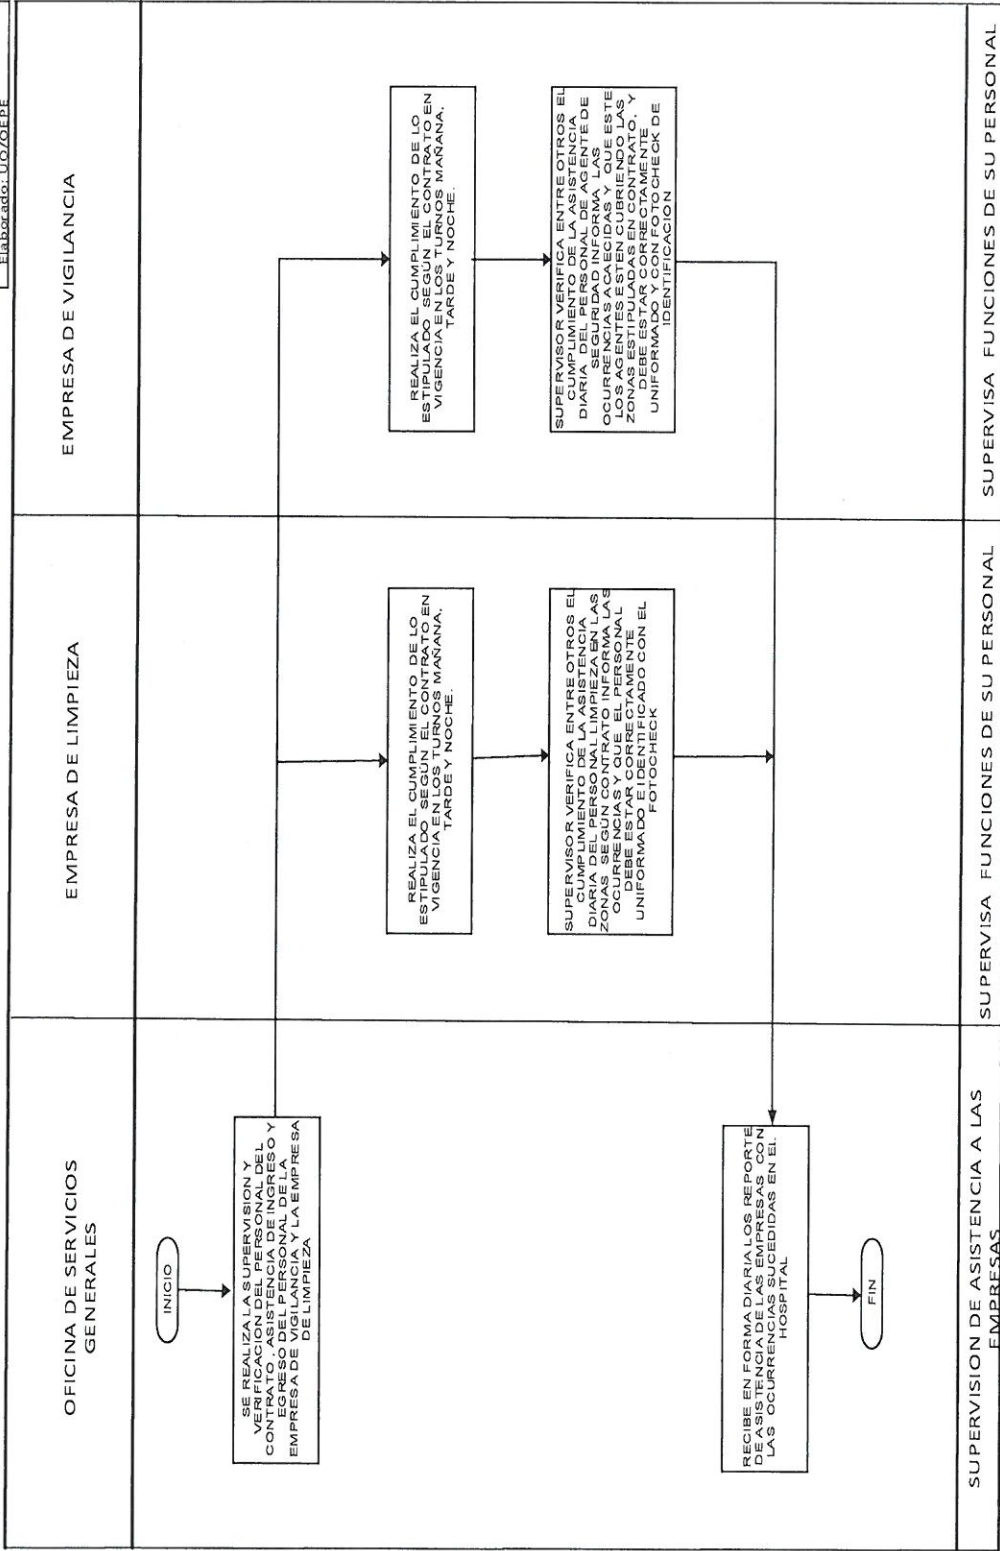 Elaborado: UO/OEPE
OFICINA DE SERVICIOS
GENERALES
EMPRESA DE LIMPIEZA
EMPRESA DE VIGILANCIA
INICIO
SE REALIZA LA SUPERVISION Y
VERIFICACION DEL PERSONAL DEL
CONTRATO, ASISTENCIA DE INGRESO Y
EGRESO DEL PERSONAL DE LA
EMPRESA DE VIGILANCIA Y LA EMPRESA
DE LIMPIEZA
REALIZA EL CUMPLIMIENTO DE LO
ESTIPULADO SEGÚN EL CONTRATO EN
VIGENCIA EN LOS TURNOS MAÑANA,
TARDE Y NOCHE.
REALIZA EL CUMPLIMIENTO DE LO
ESTIPULADO SEGÚN EL CONTRATO EN
VIGENCIA EN LOS TURNOS MAÑANA,
TARDE Y NOCHE.
SUPERVISOR VERIFICA ENTRE OTROS EL
CUMPLIMIENTO DE LA ASISTENCIA
DIARIA DEL PERSONAL LIMPIEZA EN LAS
ZONAS SEGÚN CONTRATO INFORMA LAS
OCURRENCIAS Y QUE EL PERSONAL
DEBE ESTAR CORRECTAMENTE
UNIFORMADO E IDENTIFICADO CON EL
FOTOCHECK
SUPERVISOR VERIFICA ENTRE OTROS EL
CUMPLIMIENTO DE LA ASISTENCIA
DIARIA DEL PERSONAL DE AGENTE DE
SEGURIDAD INFORMA LAS
OCURRENCIAS ACAECIDAS Y QUE ESTE
LOS AGENTES ESTEN CUBRIENDO LAS
ZONAS ESTIPULADAS EN CONTRATO, Y
DEBE ESTAR CORRECTAMENTE
UNIFORMADO Y CON FOTOCHECK DE
IDENTIFICACION
RECIBE EN FORMA DIARIA LOS REPORTE
DE ASISTENCIA DE LAS EMPRESAS CON
LAS OCURRENCIAS SUCEDIDAS EN EL
HOSPITAL
FIN
SUPERVISION DE ASISTENCIA A LAS
EMPRESAS
SUPERVISA FUNCIONES DE SU PERSONAL
SUPERVISA FUNCIONES DE SU PERSONAL